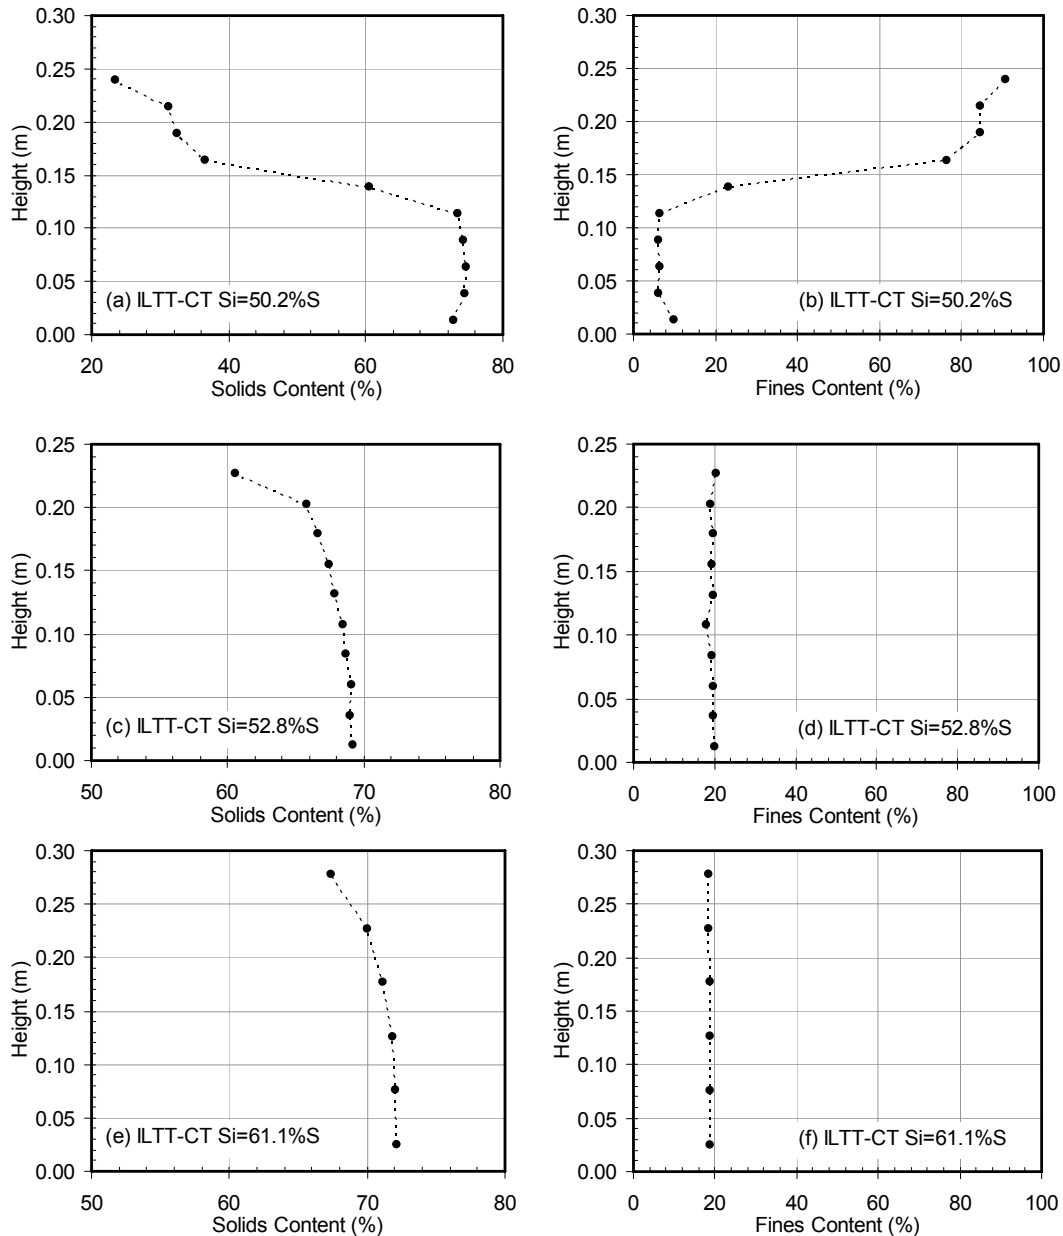 0.30
0.25
0.20
0.15
0.10
0.05
0.00
Height (m)
(a) ILTT-CT Si=50.2%S
20 40 60 80
Solids Content (%)
0.30
0.25
0.20
0.15
0.10
0.05
0.00
Height (m)
(b) ILTT-CT Si=50.2%S
0 20 40 60 80 100
Fines Content (%)
0.25
0.20
0.15
0.10
0.05
0.00
Height (m)
(c) ILTT-CT Si=52.8%S
50 60 70 80
Solids Content (%)
0.25
0.20
0.15
0.10
0.05
0.00
Height (m)
(d) ILTT-CT Si=52.8%S
0 20 40 60 80 100
Fines Content (%)
0.30
0.25
0.20
0.15
0.10
0.05
0.00
Height (m)
(e) ILTT-CT Si=61.1%S
50 60 70 80
Solids Content (%)
0.30
0.25
0.20
0.15
0.10
0.05
0.00
Height (m)
(f) ILTT-CT Si=61.1%S
0 20 40 60 80 100
Fines Content (%)